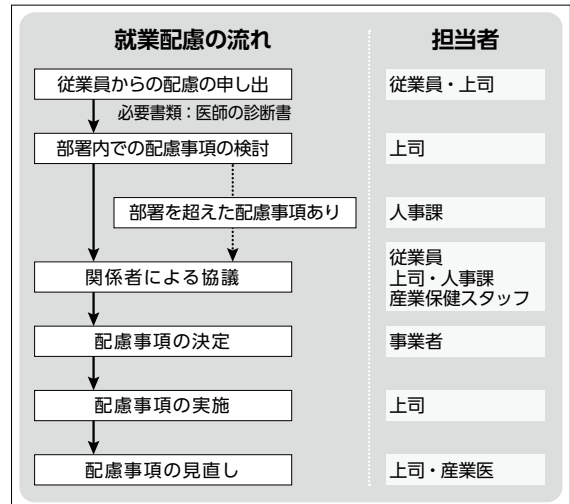 就業配慮の流れ
担当者
従業員からの配慮の申し出
従業員・上司
必要書類：医師の診断書
部署内での配慮事項の検討
上司
部署を超えた配慮事項あり
人事課
関係者による協議
従業員
上司・人事課
産業保健スタッフ
配慮事項の決定
事業者
配慮事項の実施
上司
配慮事項の見直し
上司・産業医